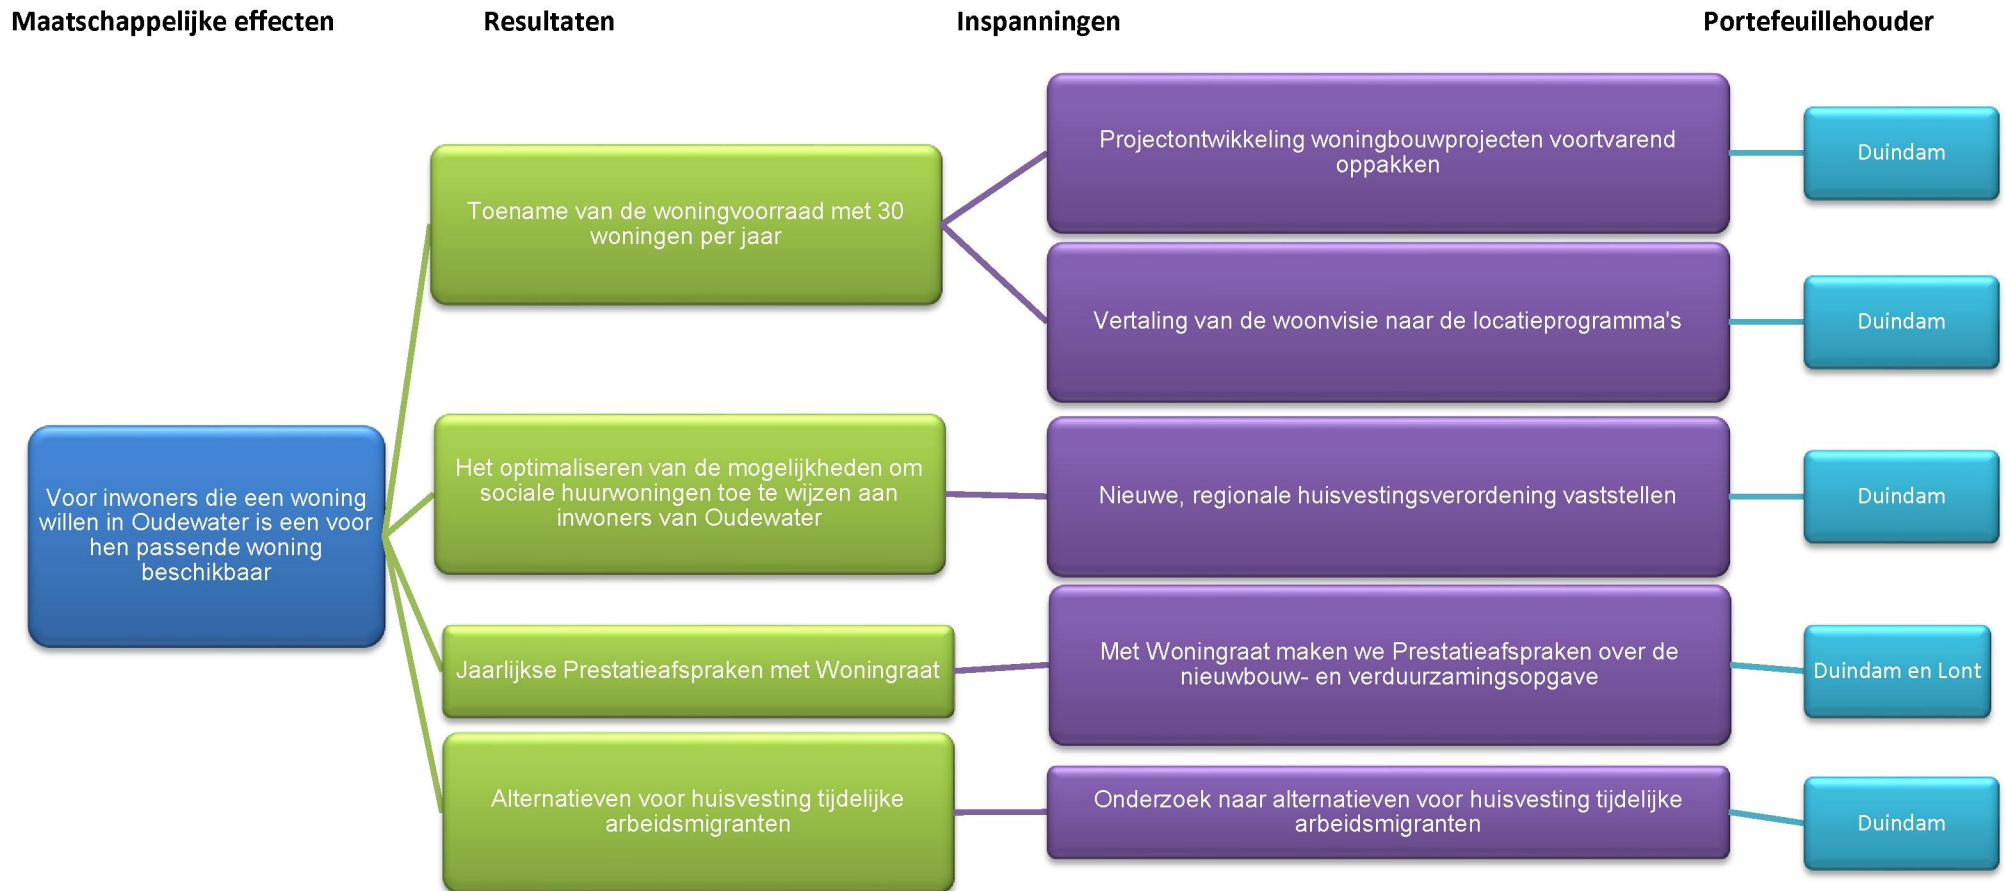 Maatschappelijke effecten
Resultaten
Inspanningen
Portefeuillehouder
Voor inwoners die een woning
willen in Oudewater is een voor
hen passende woning
beschikbaar
Toename van de woningvoorraad met 30
woningen per jaar
Projectontwikkeling woningbouwprojecten voortvarend
oppakken
Duindam
Vertaling van de woonvisie naar de locatieprogramma's
Duindam
Het optimaliseren van de mogelijkheden om
sociale huurwoningen toe te wijzen aan
inwoners van Oudewater
Nieuwe, regionale huisvestingsverordening vaststellen
Duindam
Jaarlijkse Prestatieafspraken met Woningraat
Met Woningraat maken we Prestatieafspraken over de
nieuwbouw- en verduurzamingsopgave
Duindam en Lont
Alternatieven voor huisvesting tijdelijke
arbeidsmigranten
Onderzoek naar alternatieven voor huisvesting tijdelijke
arbeidsmigranten
Duindam